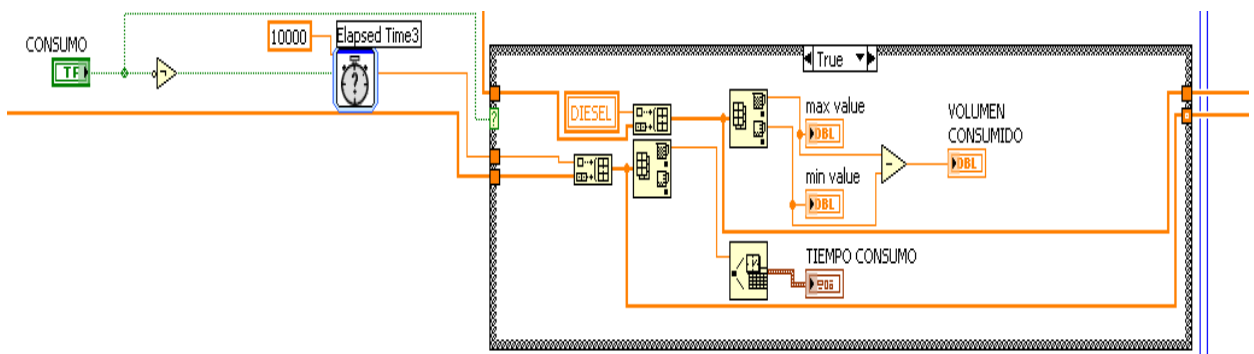 CONSUMO
TF
10000
Elapsed Time3
True
DIESEL
max value
DBL
min value
DBL
VOLUMEN
CONSUMIDO
DBL
TIEMPO CONSUMO